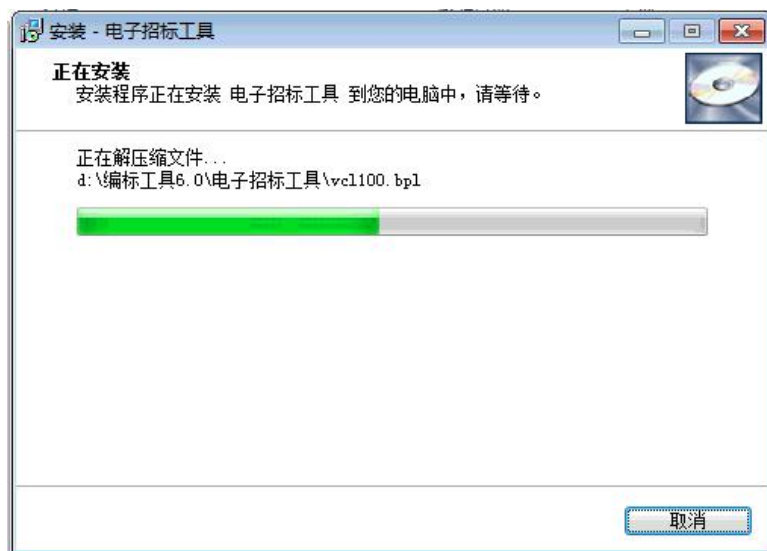 安装 - 电子招标工具
正在安装
安装程序正在安装 电子招标工具 到您的电脑中，请等待。
正在解压缩文件...
d:\编标工具6.0\电子招标工具\vcl100.bpl
取消